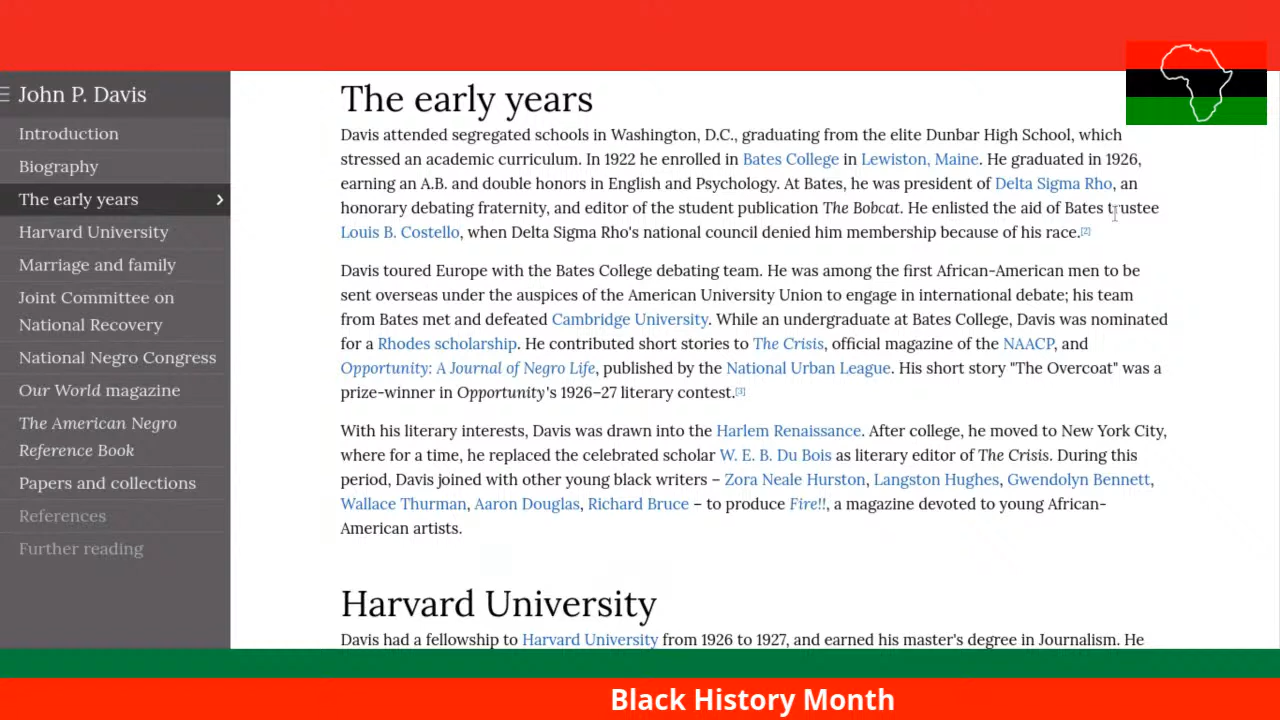 John P. Davis
Introduction
Biography
The early years
Harvard University
Marriage and family
Joint Committee on
National Recovery
National Negro Congress
Our World magazine
The American Negro
Reference Book
Papers and collections
References
Further reading
The early years
Davis attended segregated schools in Washington, D.C., graduating from the elite Dunbar High School, which
stressed an academic curriculum. In 1922 he enrolled in Bates College in Lewiston, Maine. He graduated in 1926,
earning an A.B. and double honors in English and Psychology. At Bates, he was president of Delta Sigma Rho, an
honorary debating fraternity, and editor of the student publication The Bobcat. He enlisted the aid of Bates trustee
Louis B. Costello, when Delta Sigma Rho's national council denied him membership because of his race.[2]
Davis toured Europe with the Bates College debating team. He was among the first African-American men to be
sent overseas under the auspices of the American University Union to engage in international debate; his team
from Bates met and defeated Cambridge University. While an undergraduate at Bates College, Davis was nominated
for a Rhodes scholarship. He contributed short stories to The Crisis, official magazine of the NAACP, and
Opportunity: A Journal of Negro Life, published by the National Urban League. His short story "The Overcoat" was a
prize-winner in Opportunity's 1926–27 literary contest.[3]
With his literary interests, Davis was drawn into the Harlem Renaissance. After college, he moved to New York City,
where for a time, he replaced the celebrated scholar W. E. B. Du Bois as literary editor of The Crisis. During this
period, Davis joined with other young black writers – Zora Neale Hurston, Langston Hughes, Gwendolyn Bennett,
Wallace Thurman, Aaron Douglas, Richard Bruce – to produce Fire!!, a magazine devoted to young African-
American artists.
Harvard University
Davis had a fellowship to Harvard University from 1926 to 1927, and earned his master's degree in Journalism. He
Black History Month